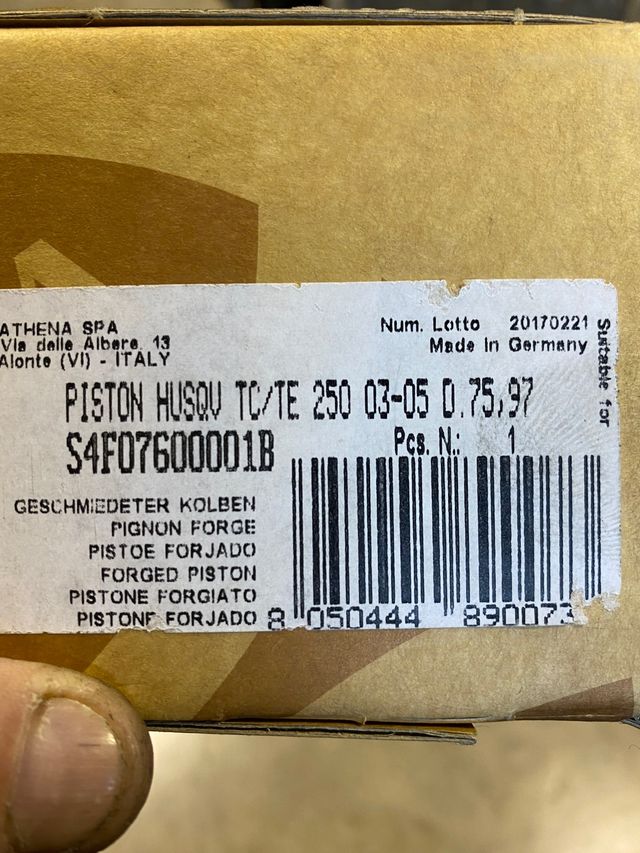 ATHENA SPA
Via delle Albere, 13
Alonte (VI) - ITALY
Num. Lotto 20170221
Made in Germany
Suitable for
PISTON HUSQV TC/TE 250 03-05 D.75,97
S4F07600001B
Pcs. N.: 1
GESCHMIEDETER KOLBEN
PIGNON FORGE
PISTOE FORJADO
FORGED PISTON
PISTONE FORGIATO
PISTONE FORJADO
8 050444 890073